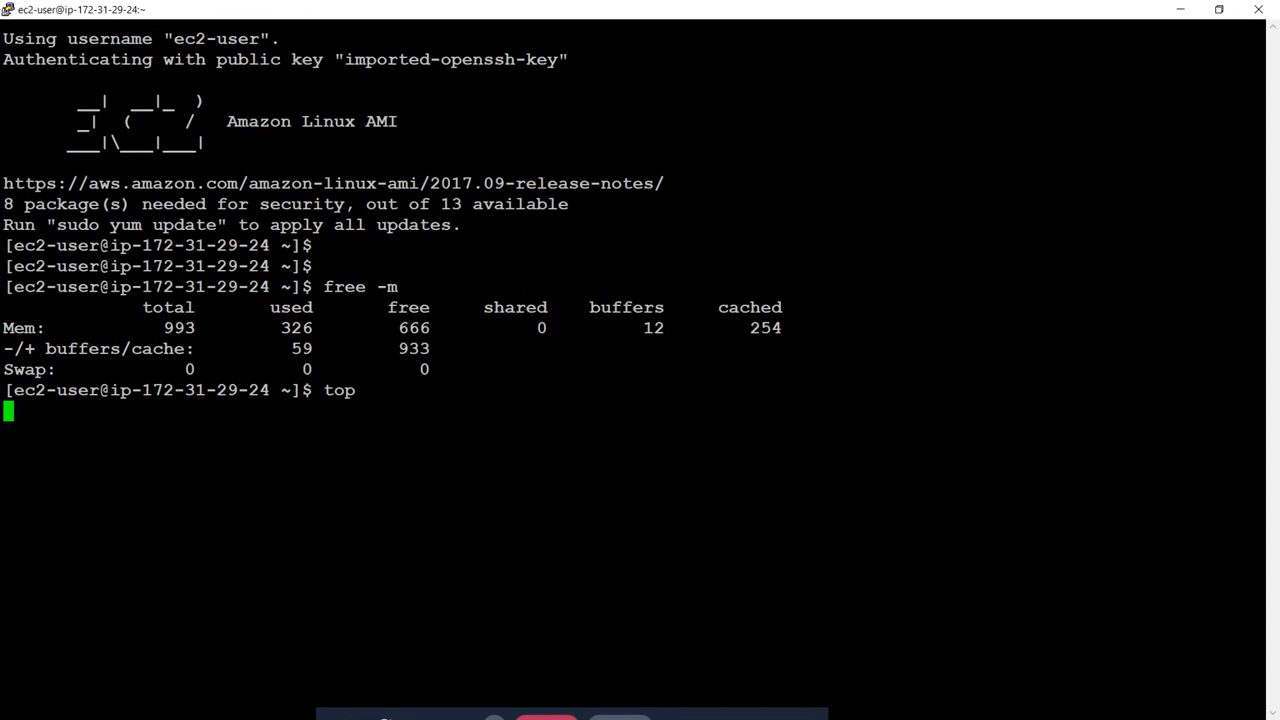 ec2-user@ip-172-31-29-24:~
Using username "ec2-user".
Authenticating with public key "imported-openssh-key"
       __|  __|_  )
       _|  (     /   Amazon Linux AMI
      ___|\___|___|
https://aws.amazon.com/amazon-linux-ami/2017.09-release-notes/
8 package(s) needed for security, out of 13 available
Run "sudo yum update" to apply all updates.
[ec2-user@ip-172-31-29-24 ~]$
[ec2-user@ip-172-31-29-24 ~]$
[ec2-user@ip-172-31-29-24 ~]$ free -m
             total       used       free     shared    buffers     cached
Mem:           993        326        666          0         12        254
-/+ buffers/cache:         59        933
Swap:            0          0          0
[ec2-user@ip-172-31-29-24 ~]$ top